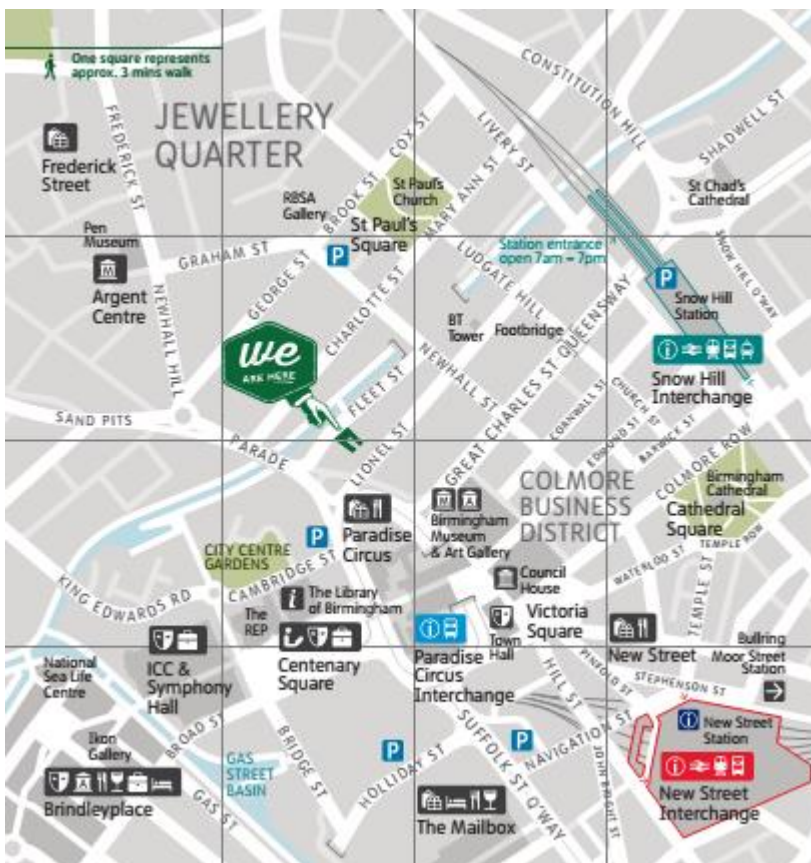 One square represents
approx. 3 mins walk
CONSTITUTION HILL
SHADWELL ST
FREDERICK ST
JEWELLERY
QUARTER
COX ST
LIVERY ST
Frederick
Street
St Paul's
Church
St Chad's
Cathedral
RBSA
Gallery
BROOK ST
MARY ANN ST
St Paul's
Square
Pen
Museum
GRAHAM ST
P
Station entrance
open 7am – 7pm
SNOW HILL Q'WAY
LUDGATE HILL
Argent
Centre
GEORGE ST
CHARLOTTE ST
P
Snow Hill
Station
NEWHALL HILL
BT
Tower
Footbridge
GREAT CHARLES ST QUEENSWAY
we
ARE HERE
NEWHALL ST
Snow Hill
Interchange
FLEET ST
CORNWALL ST
CHURCH ST
EDMUND ST
BARWICK ST
SAND PITS
PARADE
LIONEL ST
COLMORE ROW
COLMORE
BUSINESS
DISTRICT
Birmingham
Cathedral
Cathedral
Square
Paradise
Circus
M A
Birmingham
Museum
& Art Gallery
P
CITY CENTRE
GARDENS
CAMBRIDGE ST
TEMPLE ROW
WATERLOO ST
TEMPLE ST
KING EDWARDS RD
i
The Library
of Birmingham
Council
House
The
REP
Town
Hall
Victoria
Square
New Street
Bullring
Moor Street
Station
National
Sea Life
Centre
ICC &
Symphony
Hall
Centenary
Square
Paradise
Circus
Interchange
HILL ST
PINFOLD ST
STEPHENSON ST
Ikon
Gallery
BROAD ST
BRIDGE ST
GAS
STREET
BASIN
P
HOLLIDAY ST
SUFFOLK ST Q'WAY
P
NAVIGATION ST
JOHN BRIGHT ST
i
New Street
Station
New Street
Interchange
Brindleyplace
GAS ST
The Mailbox